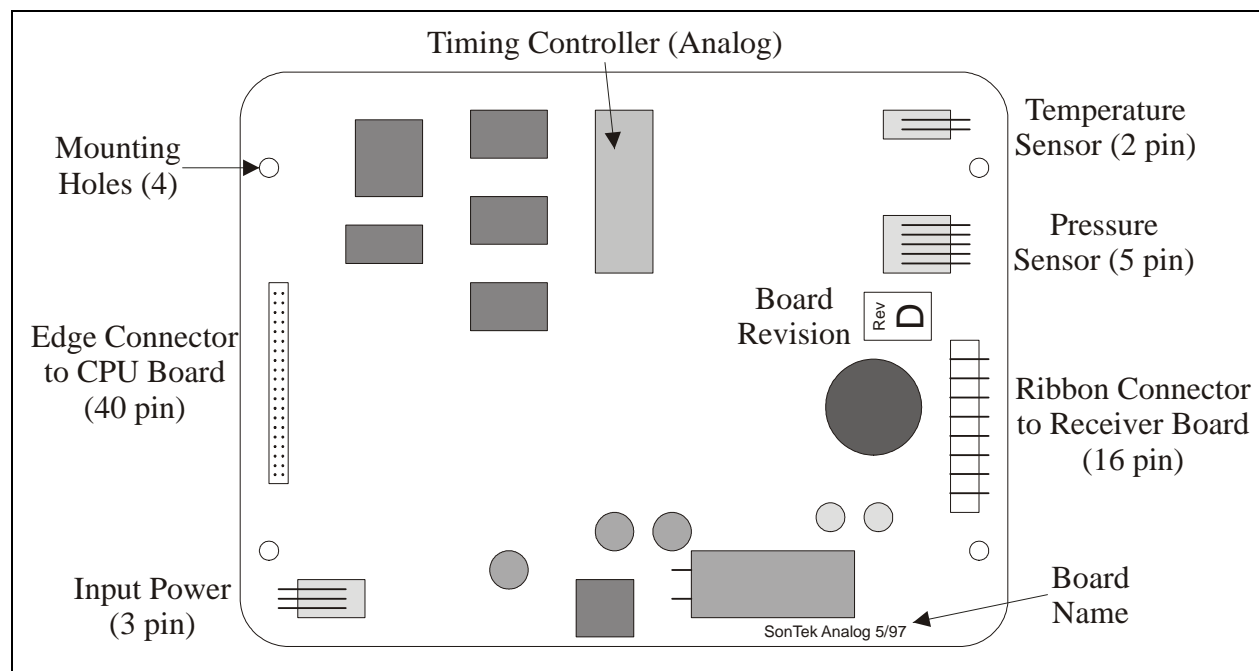 Timing Controller (Analog)
Mounting
Holes (4)
Temperature
Sensor (2 pin)
Pressure
Sensor (5 pin)
Board
Revision
Rev
D
Edge Connector
to CPU Board
(40 pin)
Ribbon Connector
to Receiver Board
(16 pin)
Input Power
(3 pin)
Board
Name
SonTek Analog 5/97